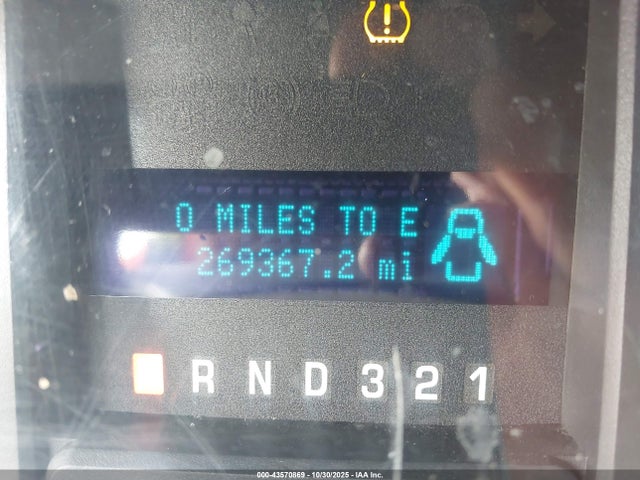 0 MILES TO E
269367.2 mi
R N D 3 2 1
000-43570869 - 10/30/2025 - IAA Inc.